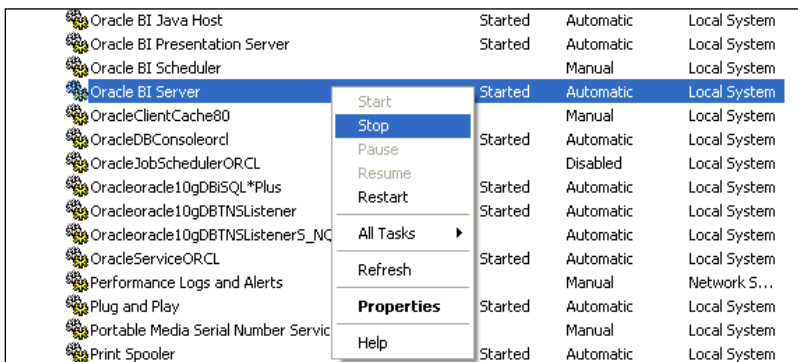 Oracle BI Java Host Started Automatic Local System
Oracle BI Presentation Server Started Automatic Local System
Oracle BI Scheduler Manual Local System
Oracle BI Server Started Automatic Local System
OracleClientCache80 Manual Local System
OracleDBConsoleorcl Started Automatic Local System
OracleJobSchedulerORCL Disabled Local System
Oracleoracle10gDBiSQL*Plus Started Automatic Local System
Oracleoracle10gDBTNSListener Started Automatic Local System
Oracleoracle10gDBTNSListenerS_NQ Automatic Local System
OracleServiceORCL Started Automatic Local System
Performance Logs and Alerts Manual Network S...
Plug and Play Started Automatic Local System
Portable Media Serial Number Servic Manual Local System
Print Spooler Started Automatic Local System
Start
Stop
Pause
Resume
Restart
All Tasks
Refresh
Properties
Help